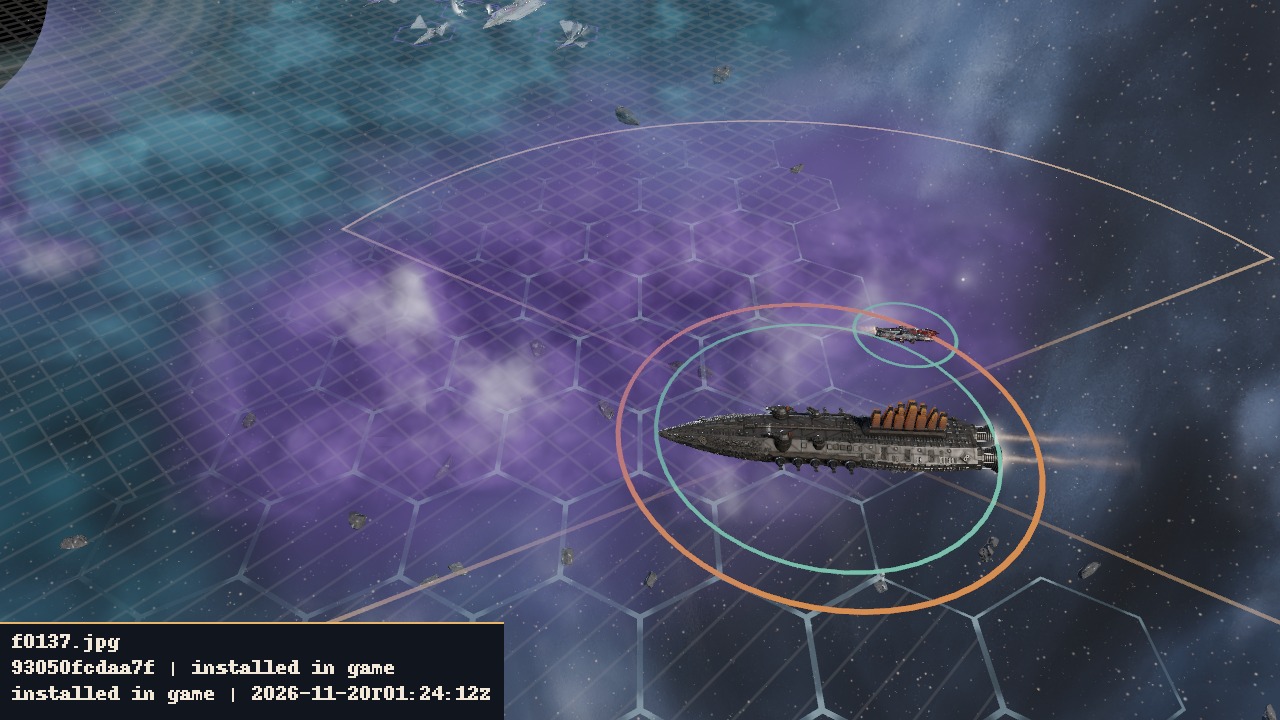 f0137.jpg
93050fcdaa7f | installed in game
installed in game | 2026-11-20T01:24:12z